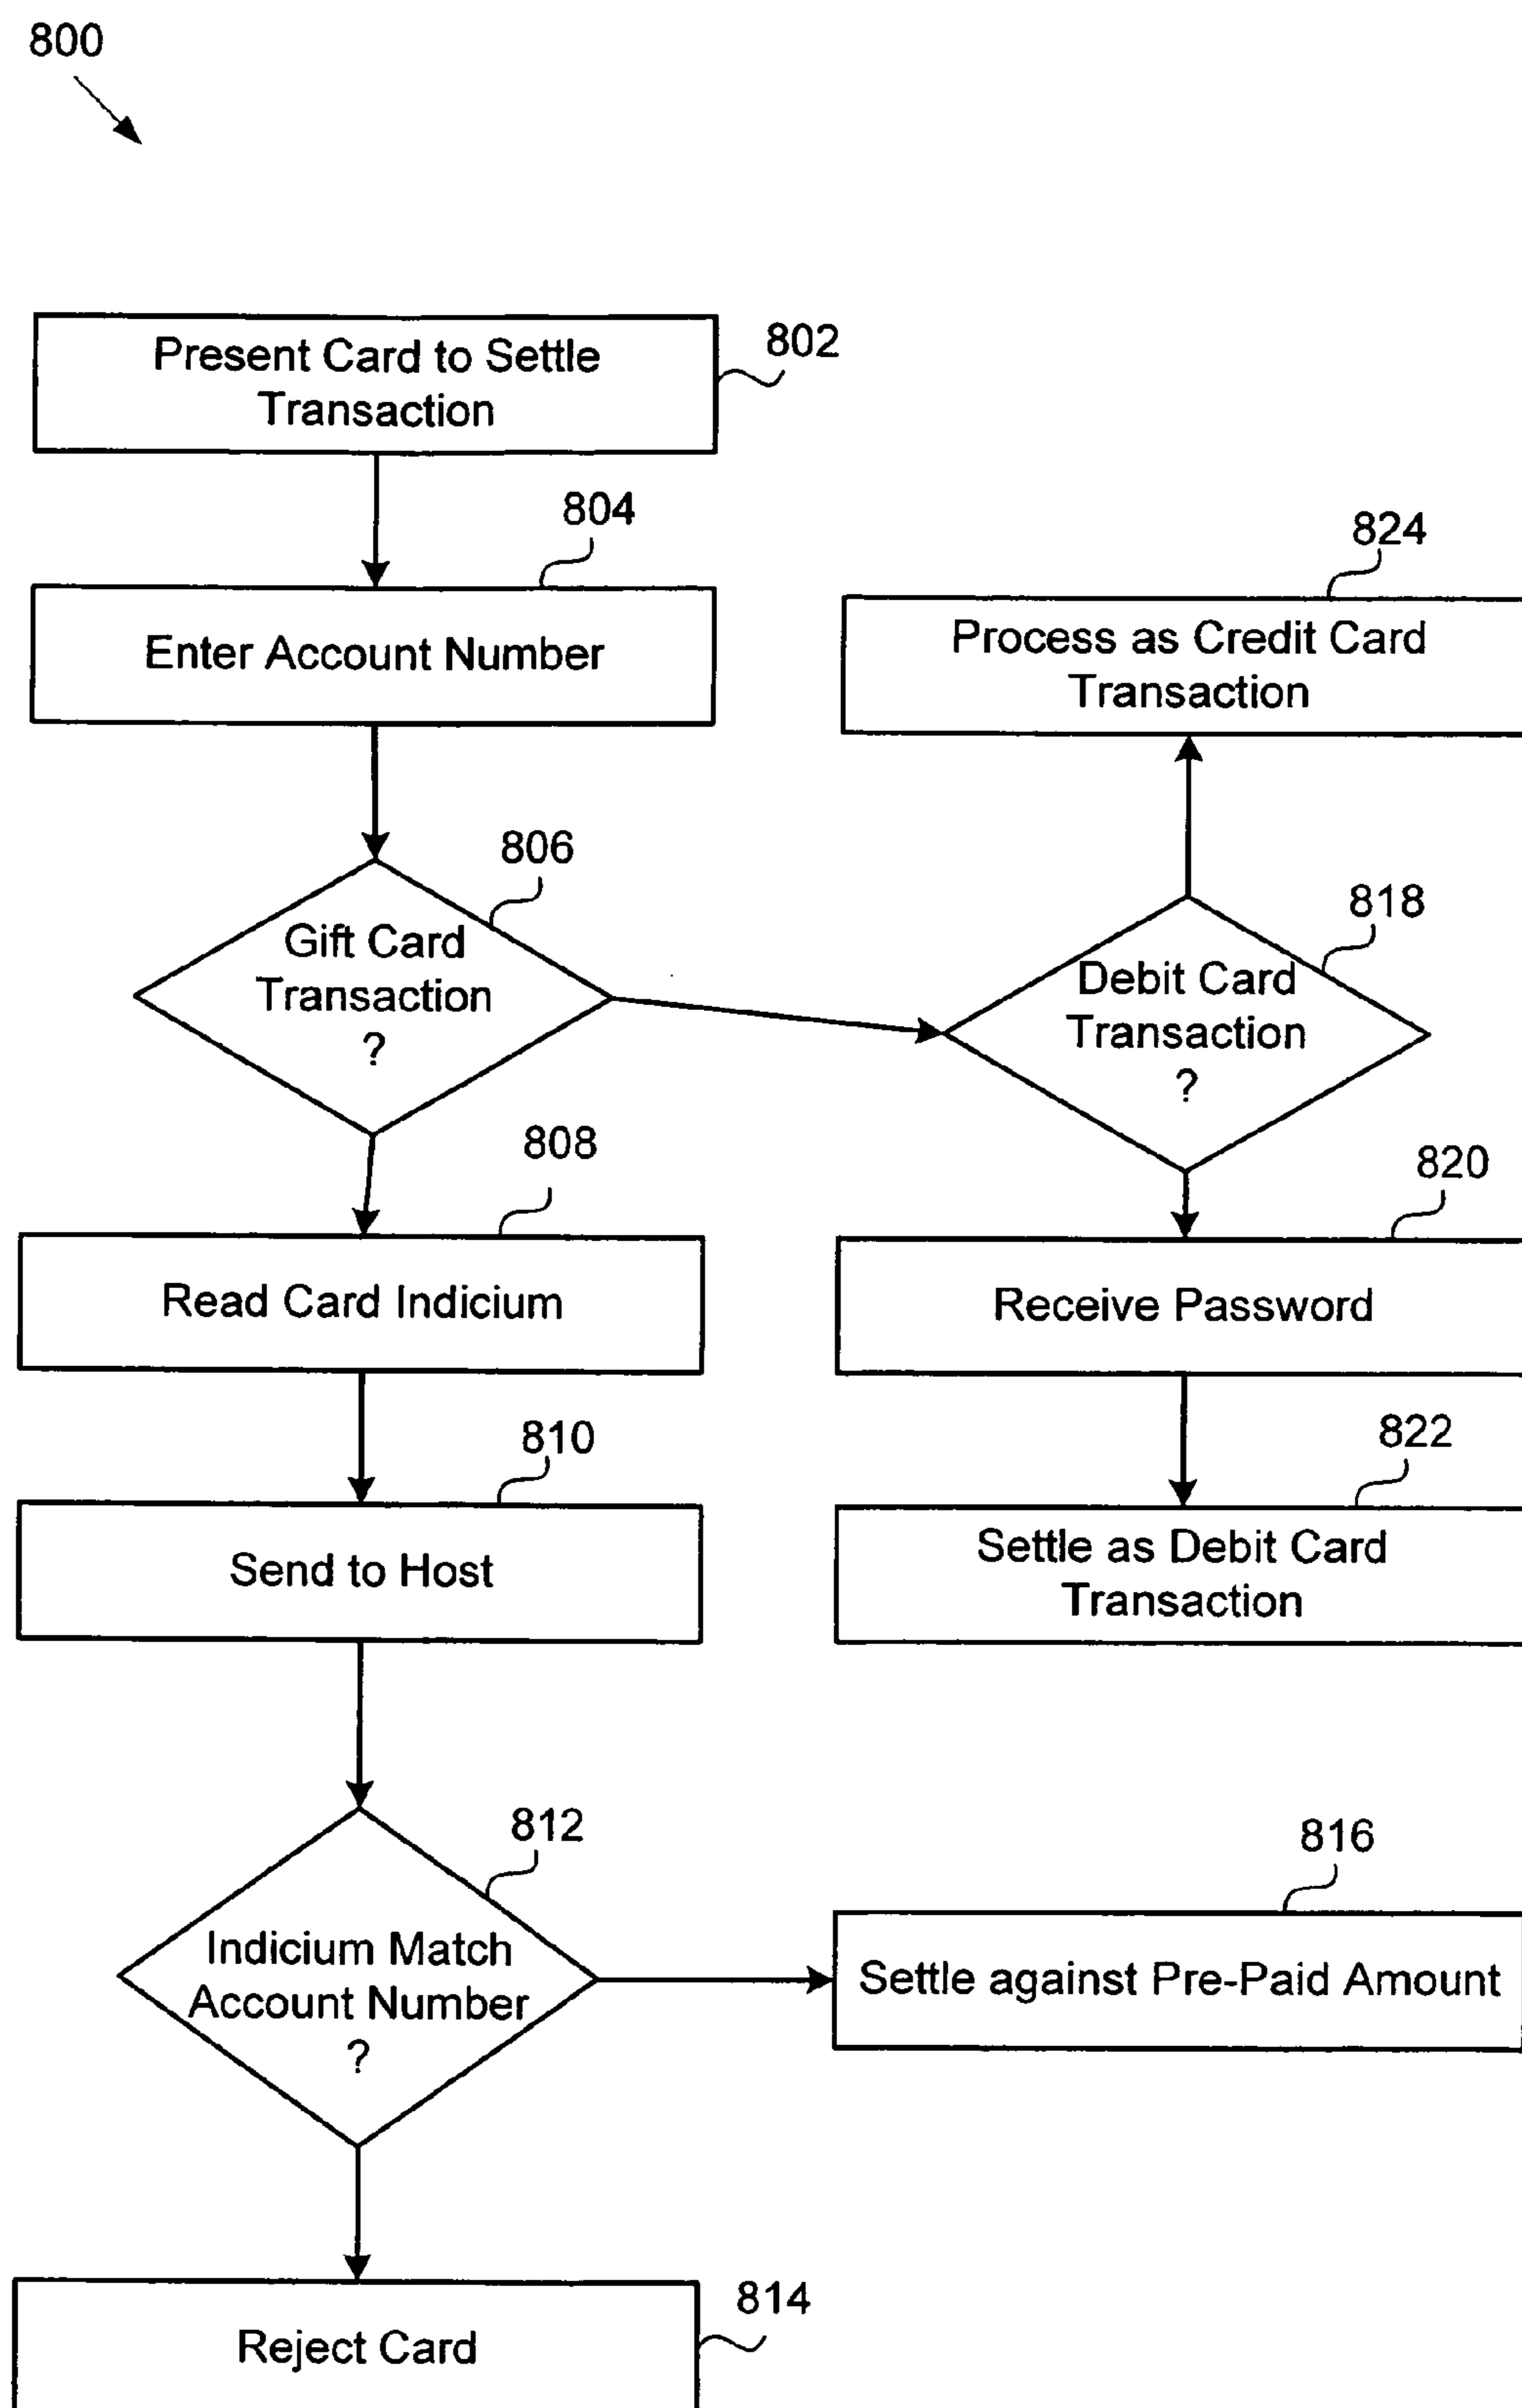 800
Present Card to Settle
Transaction
802
804
Enter Account Number
824
Process as Credit Card
Transaction
806
Gift Card
Transaction
?
818
Debit Card
Transaction
?
808
Read Card Indicium
820
Receive Password
810
Send to Host
822
Settle as Debit Card
Transaction
812
Indicium Match
Account Number
?
816
Settle against Pre-Paid Amount
814
Reject Card